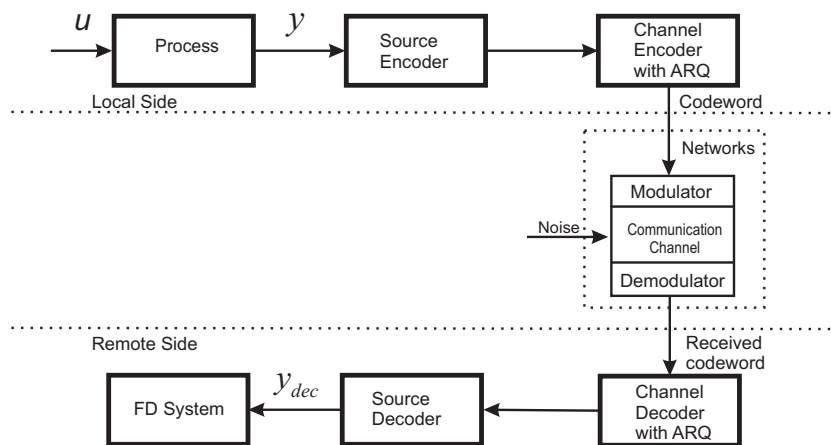 u
Process
y
Source
Encoder
Channel
Encoder
with ARQ
Local Side
Codeword
Networks
Modulator
Noise
Communication
Channel
Demodulator
Remote Side
Received
codeword
FD System
y_dec
Source
Decoder
Channel
Decoder
with ARQ